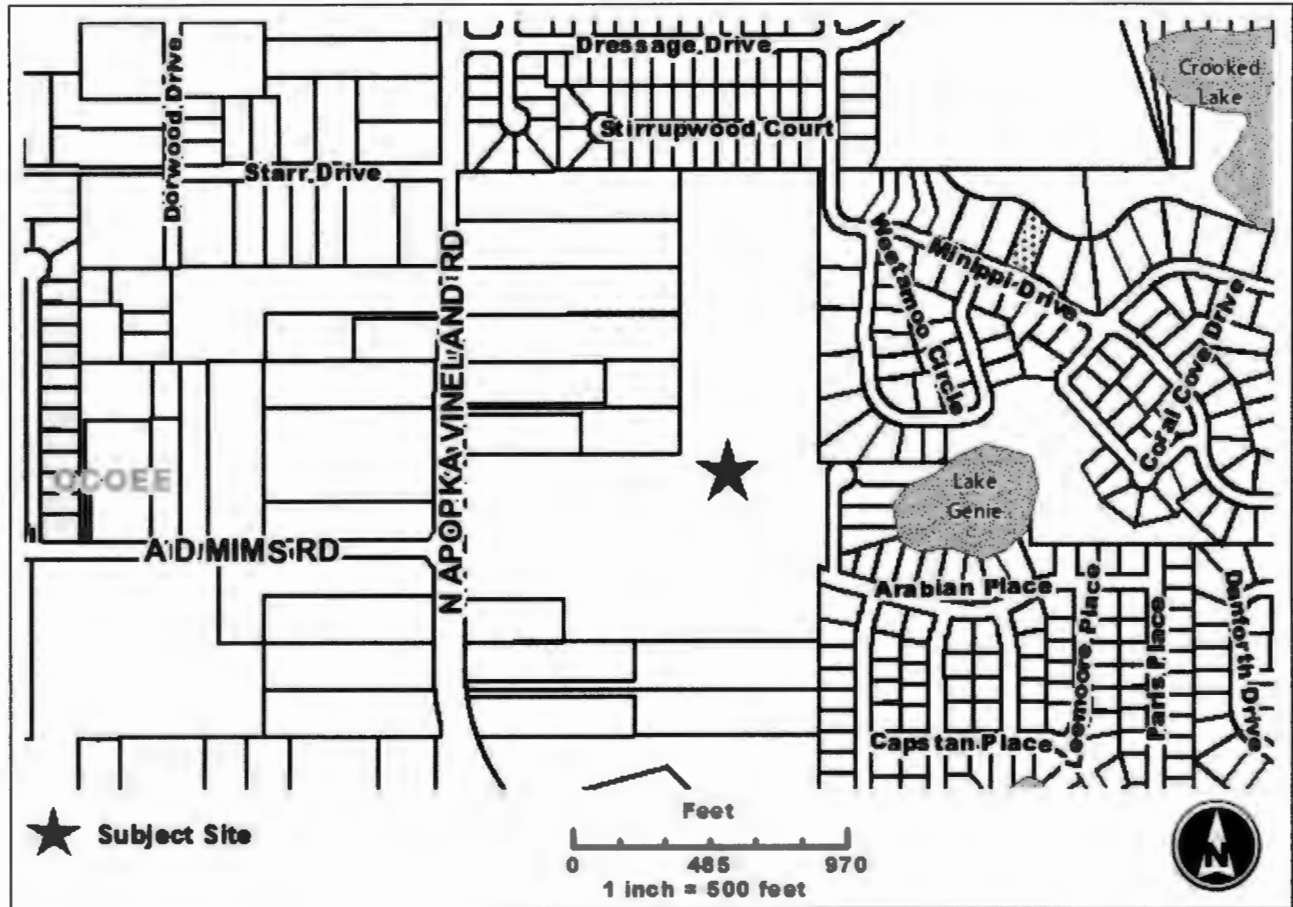 Dressage Drive
Crooked
Lake
Dorwood Drive
Stirrupwood Court
Starr Drive
N APOPKA VINELAND RD
Weetamoo Circle
Minippi Drive
Coral Cove Drive
OCOEE
Lake
Genie
A D MIMS RD
Arabian Place
Leemoore Place
Paris Place
Danforth Drive
Capstan Place
Subject Site
Feet
0 485 970
1 inch = 500 feet
N